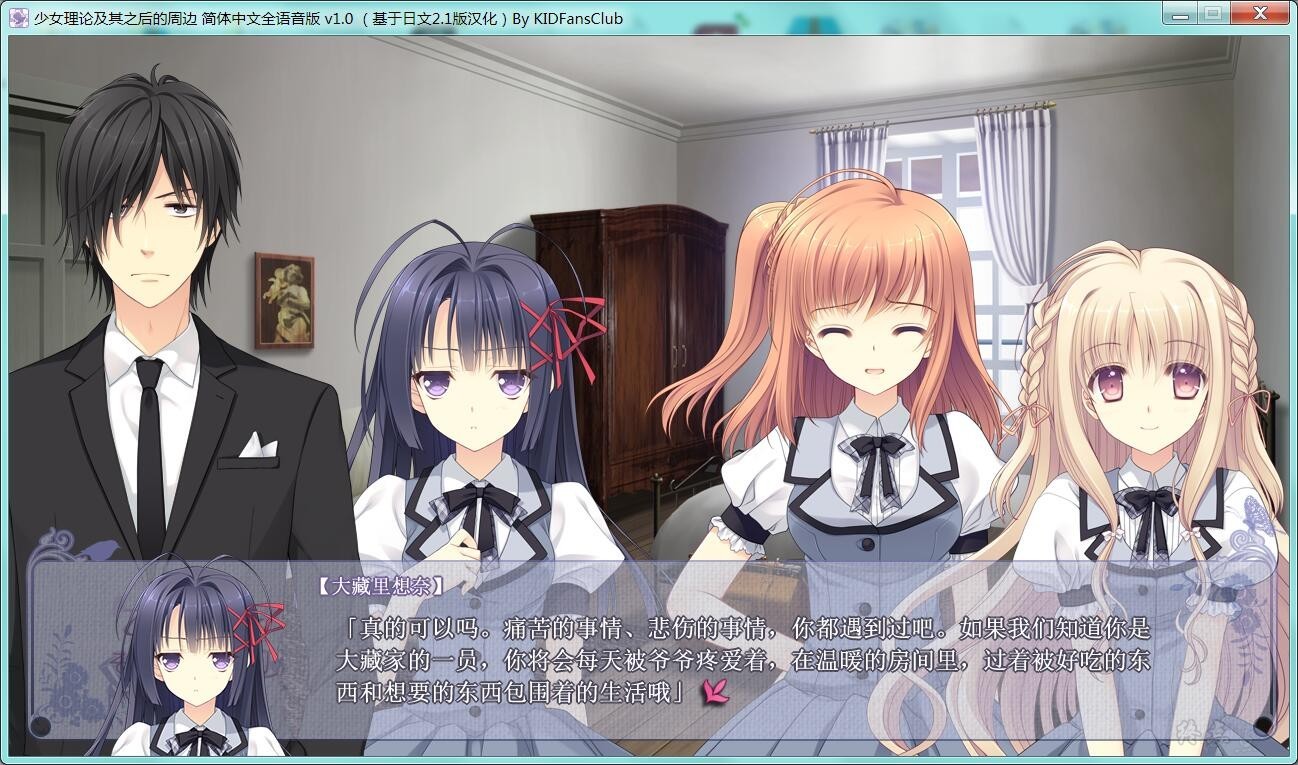 少女理论及其之后的周边 简体中文全语音版 v1.0 （基于日文2.1版汉化）By KIDFansClub
【大藏里想奈】
「真的可以吗。痛苦的事情、悲伤的事情，你都遇到过吧。如果我们知道你是
大藏家的一员，你将会每天被爷爷疼爱着，在温暖的房间里，过着被好吃的东
西和想要的东西包围着的生活哦」